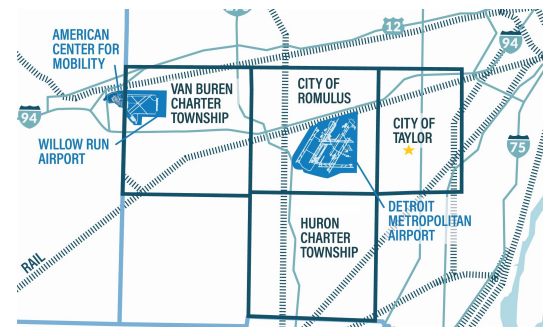 AMERICAN
CENTER FOR
MOBILITY
12
94
VAN BUREN
CHARTER
TOWNSHIP
CITY OF
ROMULUS
CITY OF
TAYLOR
94
75
WILLOW RUN
AIRPORT
DETROIT
METROPOLITAN
AIRPORT
HURON
CHARTER
TOWNSHIP
RAIL